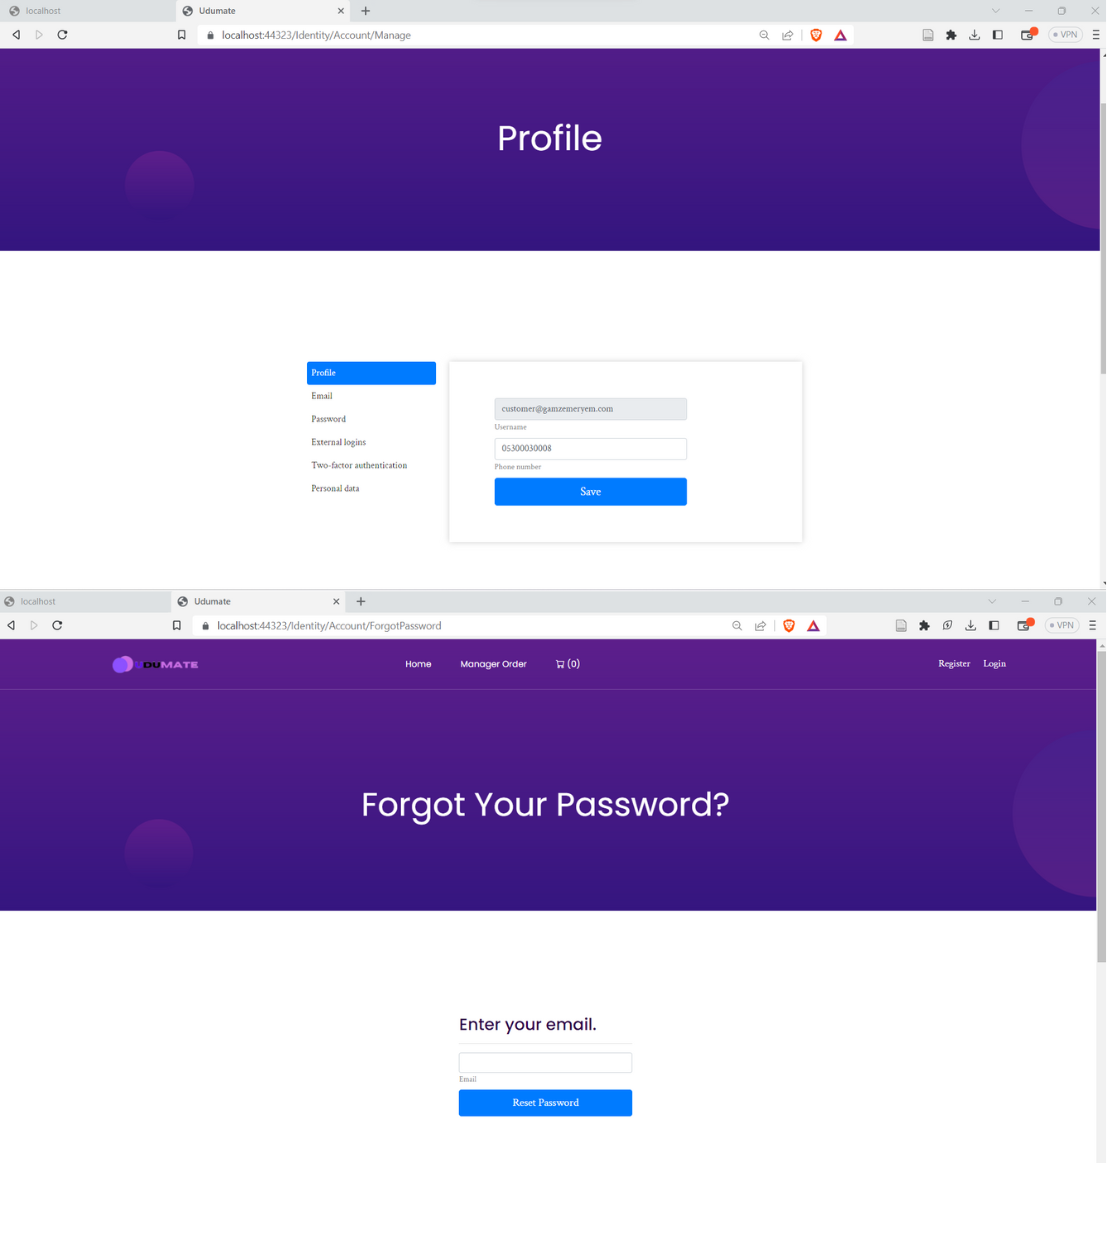 localhost
Udumate
localhost:44323/Identity/Account/Manage
VPN
Profile
Profile
Email
Password
External logins
Two-factor authentication
Personal data
customer@gamzemeryem.com
Username
05300030008
Phone number
Save
localhost
Udumate
localhost:44323/Identity/Account/ForgotPassword
VPN
UDUMATE
Home
Manager Order
(0)
Register
Login
Forgot Your Password?
Enter your email.
Email
Reset Password